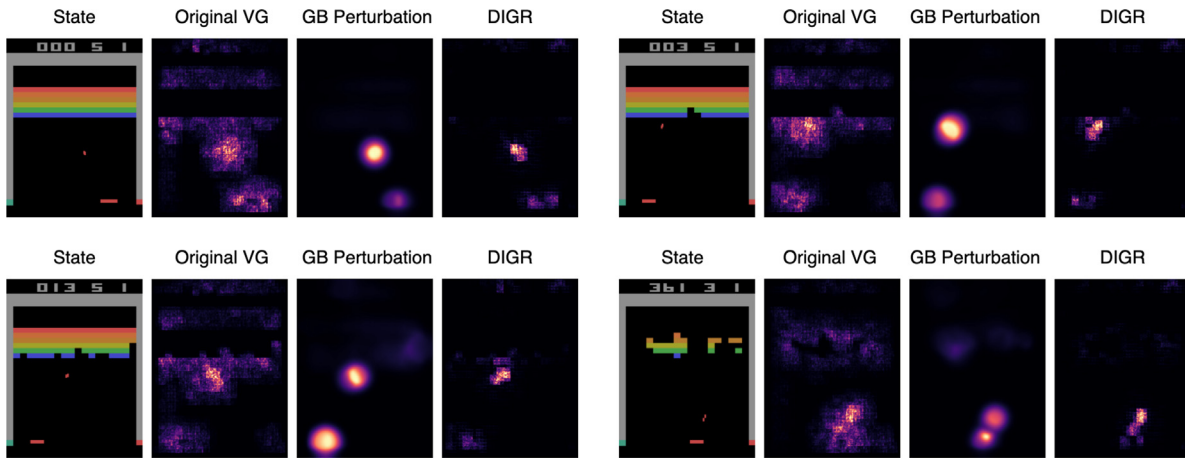 State Original VG GB Perturbation DIGR State Original VG GB Perturbation DIGR
000 5 1 003 5 1
State Original VG GB Perturbation DIGR State Original VG GB Perturbation DIGR
013 5 1 361 3 1